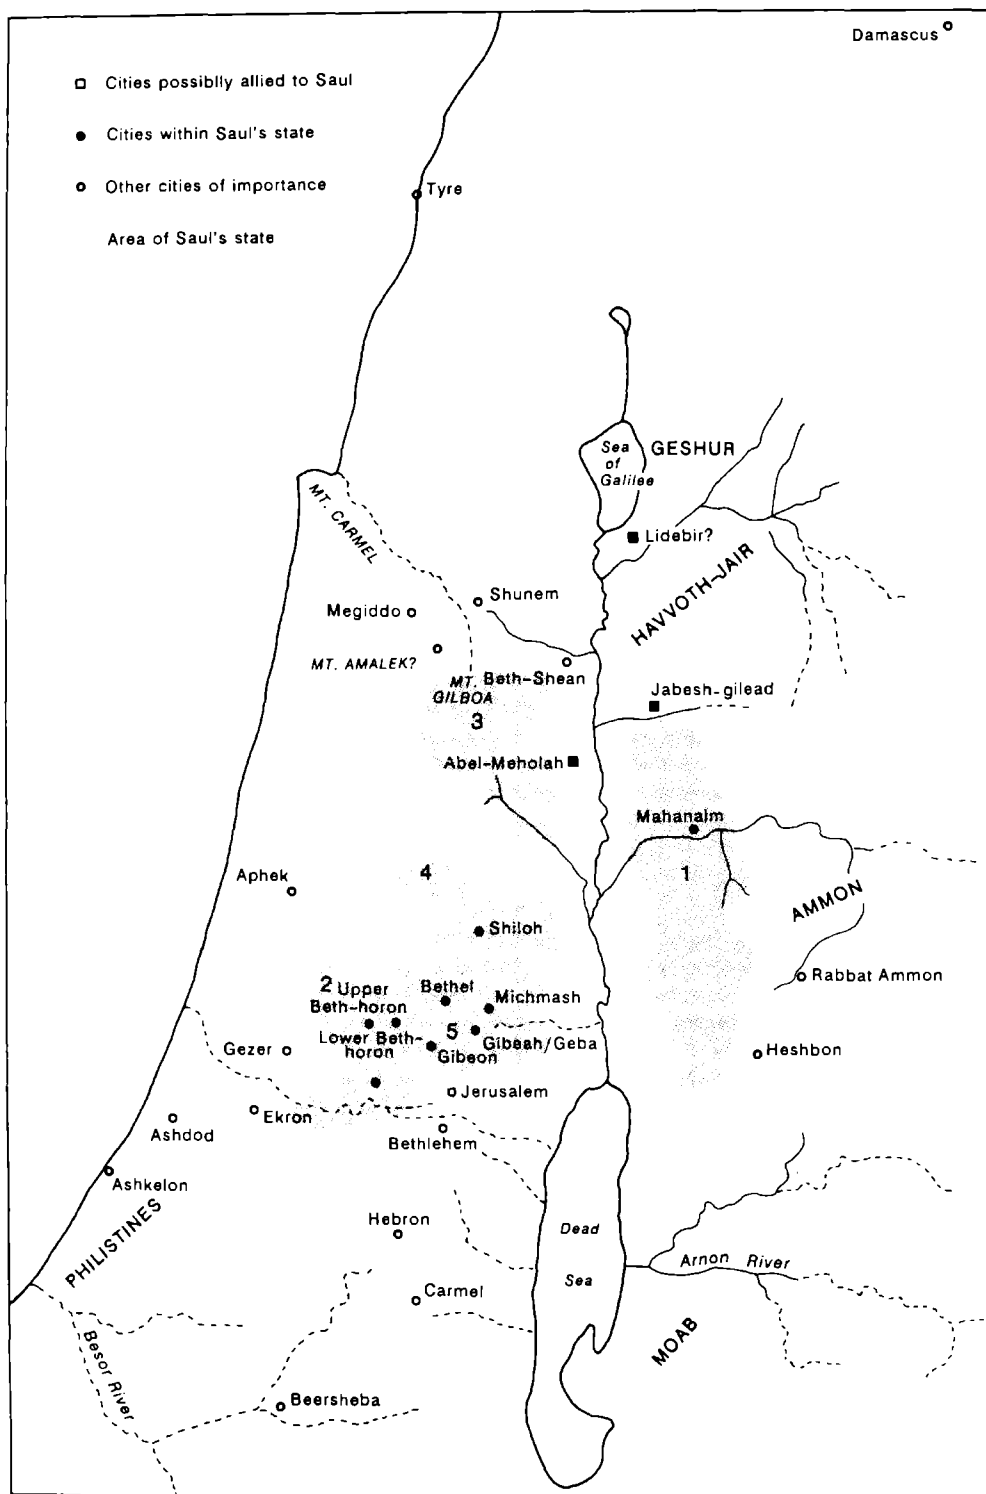 Damascus
Cities possiblly allied to Saul
Cities within Saul's state
Other cities of importance
Area of Saul's state
Tyre
Sea
of
Galilee
GESHUR
MT. CARMEL
Lidebir?
HAVVOTH-JAIR
Shunem
Megiddo
MT. AMALEK?
MT.
GILBOA
Beth-Shean
3
Jabesh-gilead
Abel-Meholah
Mahanaim
4
1
Aphek
AMMON
Shiloh
Rabbat Ammon
2
Upper
Beth-horon
Bethel
Michmash
Lower Beth-
horon
5
Gibeon
Gibeah/Geba
Gezer
Heshbon
Jerusalem
Ekron
Ashdod
Bethlehem
Ashkelon
PHILISTINES
Hebron
Dead
Sea
Arnon River
Carmel
MOAB
Besor River
Beersheba